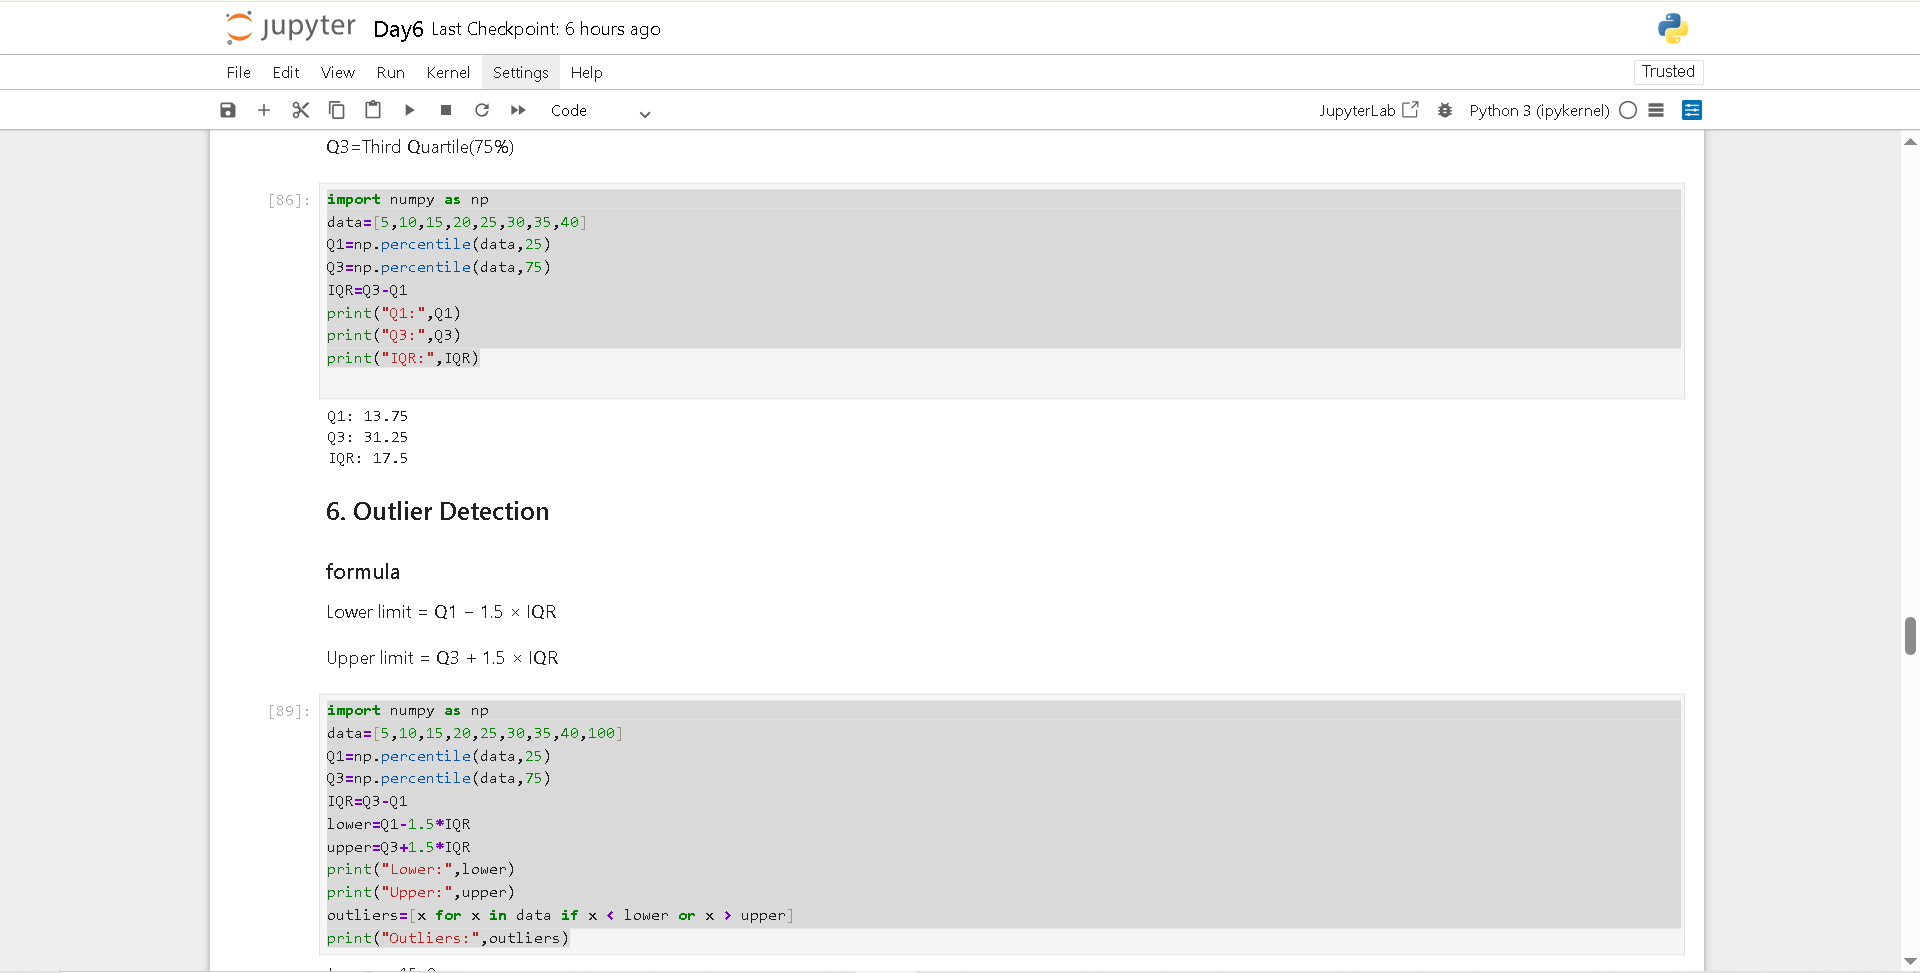 jupyter Day6 Last Checkpoint: 6 hours ago
File Edit View Run Kernel Settings Help Trusted
Code JupyterLab Python 3 (ipykernel)
Q3=Third Quartile(75%)
[86]:
import numpy as np
data=[5,10,15,20,25,30,35,40]
Q1=np.percentile(data,25)
Q3=np.percentile(data,75)
IQR=Q3-Q1
print("Q1:",Q1)
print("Q3:",Q3)
print("IQR:",IQR)
Q1: 13.75
Q3: 31.25
IQR: 17.5
6. Outlier Detection
formula
Lower limit = Q1 − 1.5 × IQR
Upper limit = Q3 + 1.5 × IQR
[89]:
import numpy as np
data=[5,10,15,20,25,30,35,40,100]
Q1=np.percentile(data,25)
Q3=np.percentile(data,75)
IQR=Q3-Q1
lower=Q1-1.5*IQR
upper=Q3+1.5*IQR
print("Lower:",lower)
print("Upper:",upper)
outliers=[x for x in data if x < lower or x > upper]
print("Outliers:",outliers)